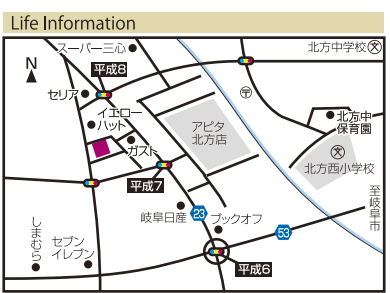 Life Information
N
スーパー三心
北方中学校
平成8
セリア
イエロー
ハット
アピタ
北方店
北方中
保育園
ガスト
北方西小学校
平成7
至岐阜市
岐阜日産
23
ブックオフ
53
しまむら
セブン
イレブン
平成6